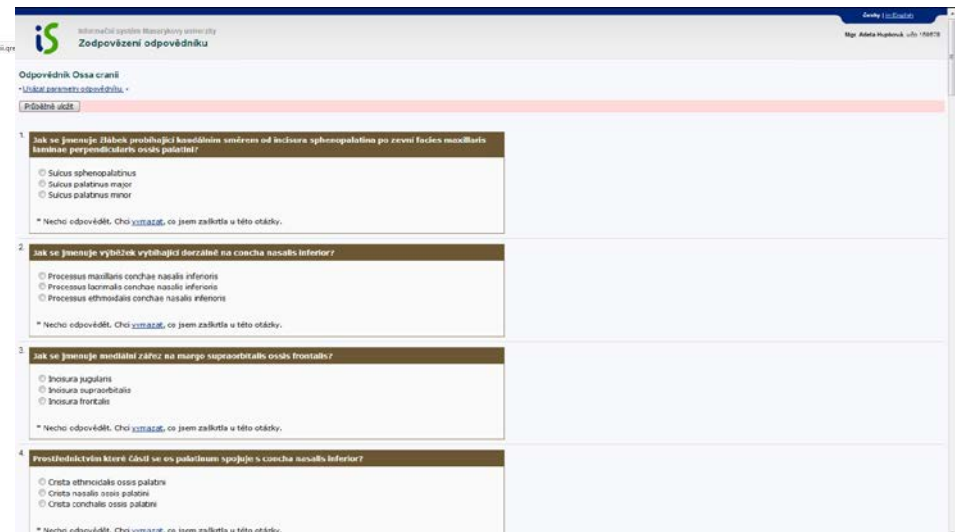 Česky | In English
iS
Informační systém Masarykovy univerzity
Zodpovězení odpovědníku
Mgr. Adéla
Odpovědník Ossa cranii
• Ukázat parametry odpovědníku. •
Průběžně uložit
1.
Jak se jmenuje žlábek probíhající kaudálním směrem od incisura sphenopalatina po zevní facies maxillaris
laminae perpendicularis ossis palatini?
Sulcus sphenopalatinus
Sulcus palatinus major
Sulcus palatinus minor
* Nechci odpovědět. Chci vymazat, co jsem zaškrtla u této otázky.
2.
Jak se jmenuje výběžek vybíhající dorzálně na concha nasalis inferior?
Processus maxillaris conchae nasalis inferioris
Processus lacrimalis conchae nasalis inferioris
Processus ethmoidalis conchae nasalis inferioris
* Nechci odpovědět. Chci vymazat, co jsem zaškrtla u této otázky.
3.
Jak se jmenuje mediální zářez na margo supraorbitalis ossis frontalis?
Incisura jugularis
Incisura supraorbitalis
Incisura frontalis
* Nechci odpovědět. Chci vymazat, co jsem zaškrtla u této otázky.
4.
Prostřednictvím které části se os palatinum spojuje s concha nasalis inferior?
Crista ethmoidalis ossis palatini
Crista nasalis ossis palatini
Crista conchalis ossis palatini
* Nechci odpovědět. Chci vymazat, co jsem zaškrtla u této otázky.